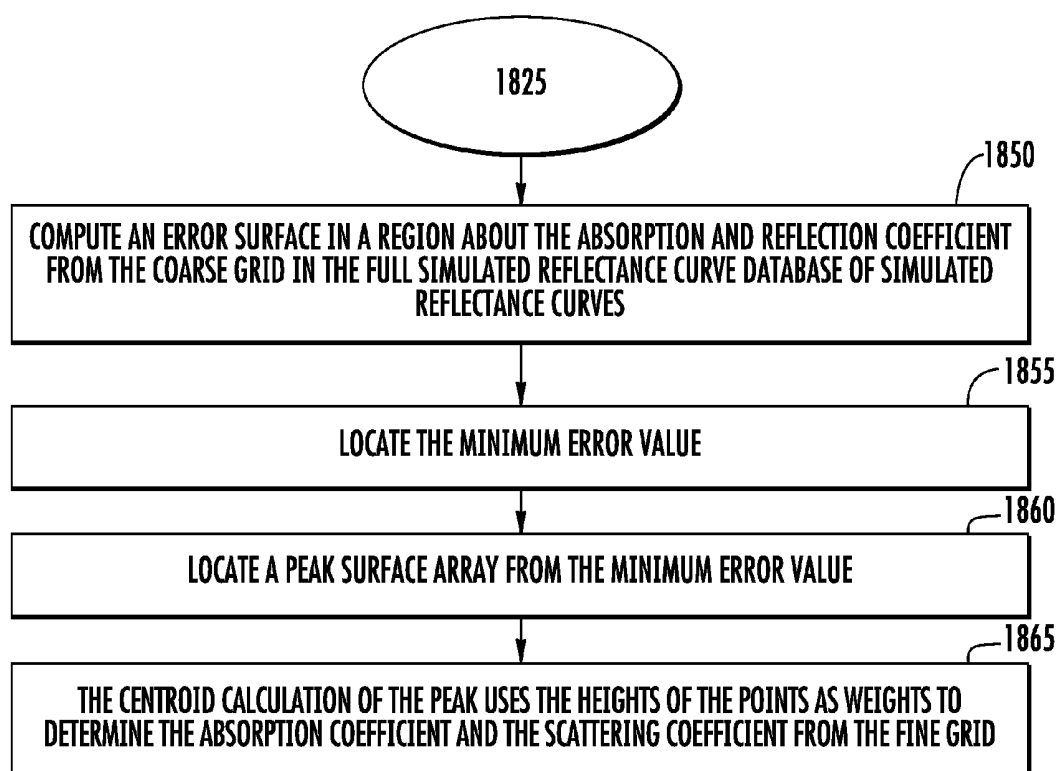 1825
1850
COMPUTE AN ERROR SURFACE IN A REGION ABOUT THE ABSORPTION AND REFLECTION COEFFICIENT
FROM THE COARSE GRID IN THE FULL SIMULATED REFLECTANCE CURVE DATABASE OF SIMULATED
REFLECTANCE CURVES
1855
LOCATE THE MINIMUM ERROR VALUE
1860
LOCATE A PEAK SURFACE ARRAY FROM THE MINIMUM ERROR VALUE
1865
THE CENTROID CALCULATION OF THE PEAK USES THE HEIGHTS OF THE POINTS AS WEIGHTS TO
DETERMINE THE ABSORPTION COEFFICIENT AND THE SCATTERING COEFFICIENT FROM THE FINE GRID